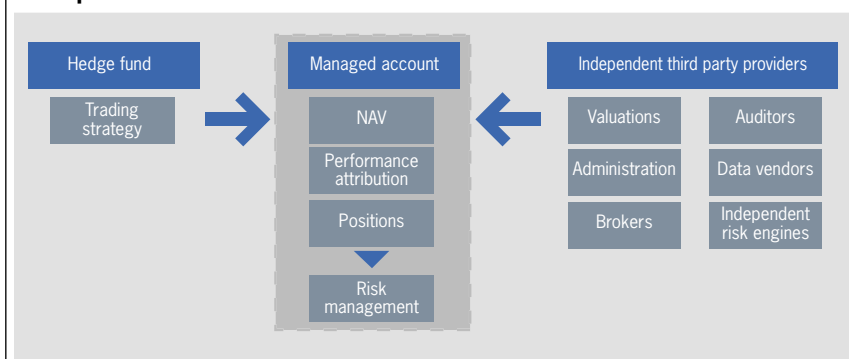 Hedge fund
Trading
strategy
Managed account
NAV
Performance
attribution
Positions
Risk
management
Independent third party providers
Valuations
Auditors
Administration
Data vendors
Brokers
Independent
risk engines